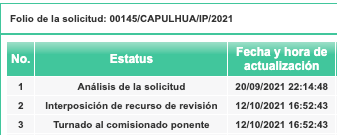 Folio de la solicitud: 00145/CAPULHUA/IP/2021
No. Estatus Fecha y hora de actualización
1 Análisis de la solicitud 20/09/2021 22:14:48
2 Interposición de recurso de revisión 12/10/2021 16:52:43
3 Turnado al comisionado ponente 12/10/2021 16:52:43